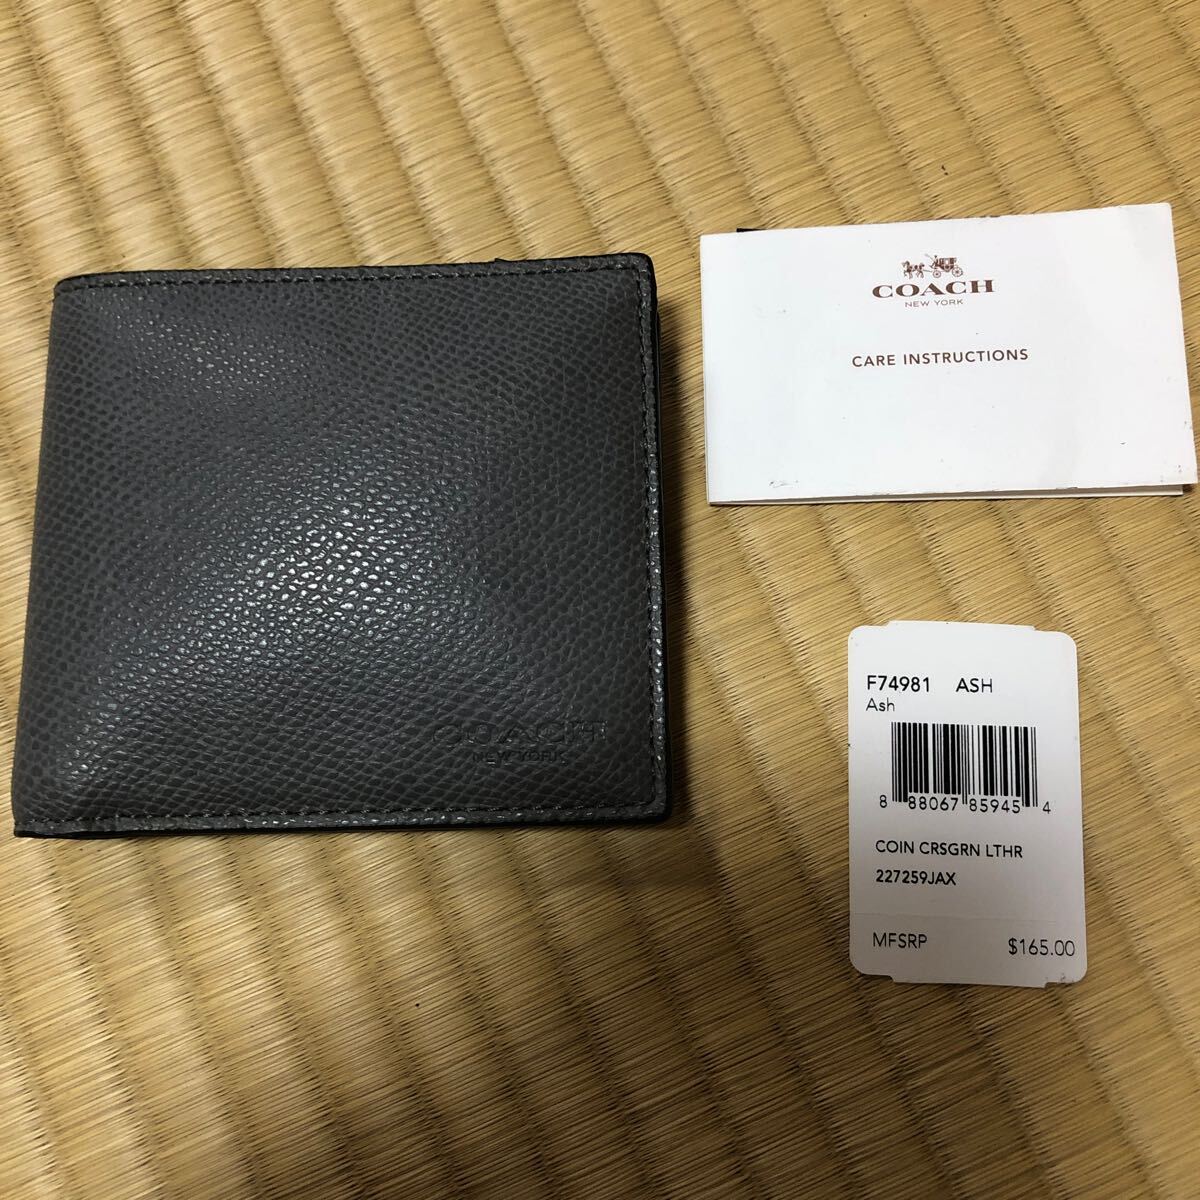 COACH
NEW YORK
COACH
NEW YORK
CARE INSTRUCTIONS
F74981 ASH
Ash
8 88067 85945 4
COIN CRSGRN LTHR
227259JAX
MFSRP $165.00